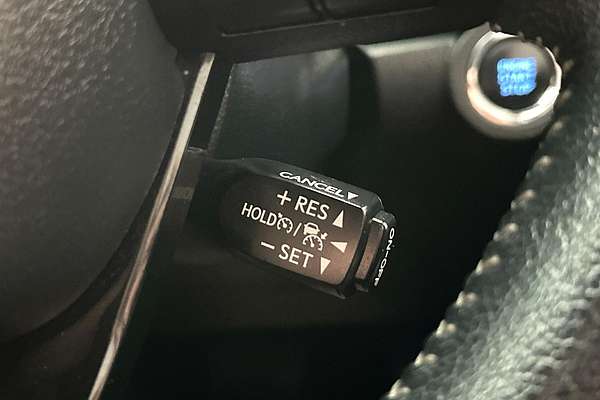 CANCEL▼
+ RES ▲
HOLD /
− SET ▼
ON-OFF
ENGINE
START
STOP